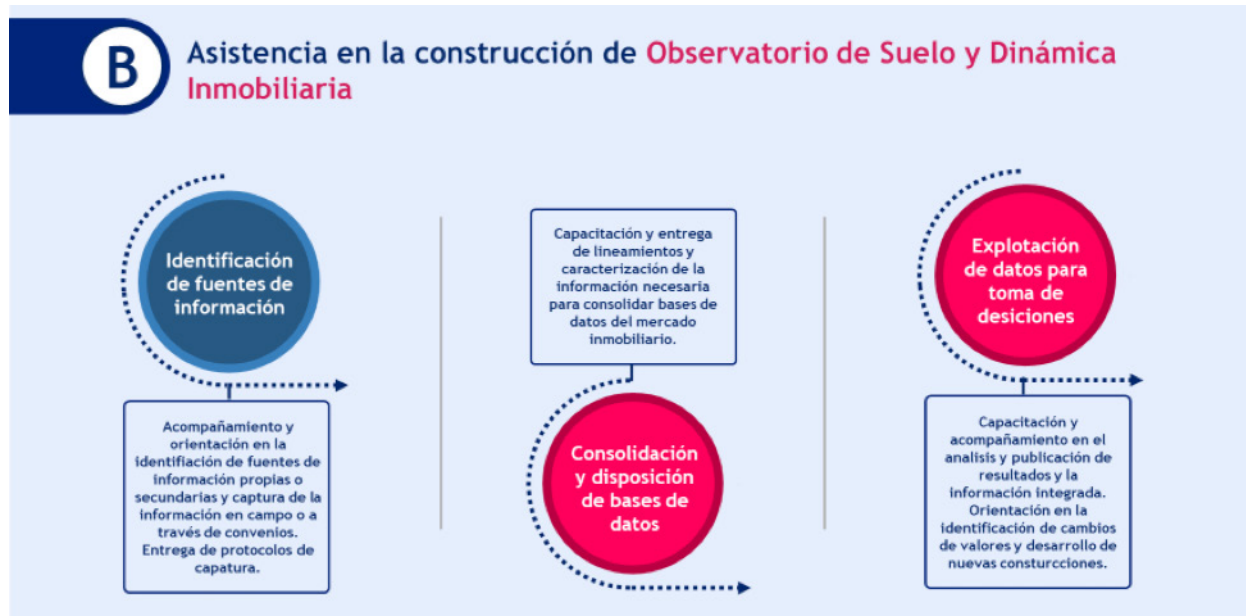 B
Asistencia en la construcción de Observatorio de Suelo y Dinámica
Inmobiliaria
Identificación
de fuentes de
información
Acompañamiento y
orientación en la
identifiación de fuentes de
información propias o
secundarias y captura de la
información en campo o a
través de convenios.
Entrega de protocolos de
capatura.
Capacitación y entrega
de lineamientos y
caracterización de la
información necesaria
para consolidar bases de
datos del mercado
inmobiliario.
Consolidación
y disposición
de bases de
datos
Explotación
de datos para
toma de
desiciones
Capacitación y
acompañamiento en el
analisis y publicación de
resultados y la
información integrada.
Orientación en la
identificación de cambios
de valores y desarrollo de
nuevas consturcciones.